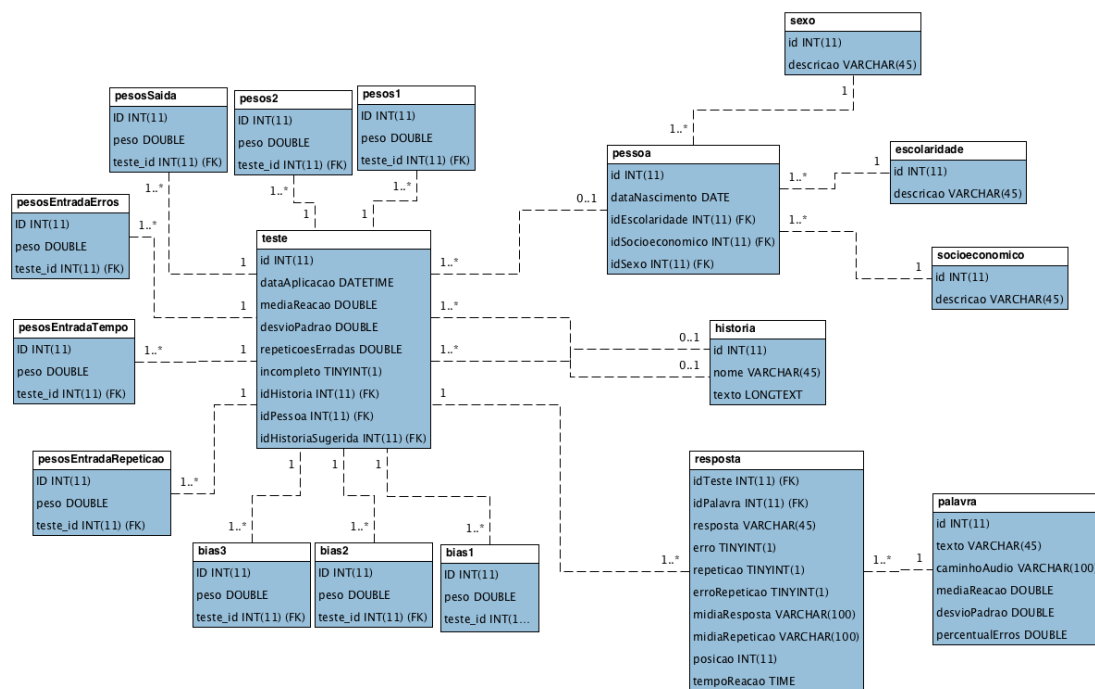 sexo
id INT(11)
descricao VARCHAR(45)
1
1..*
pesosSaida
ID INT(11)
peso DOUBLE
teste_id INT(11) (FK)
1..*
pesos2
ID INT(11)
peso DOUBLE
teste_id INT(11) (FK)
1..*
1
pesos1
ID INT(11)
peso DOUBLE
teste_id INT(11) (FK)
1..*
1
pessoa
id INT(11)
dataNascimento DATE
idEscolaridade INT(11) (FK)
idSocioeconomico INT(11) (FK)
idSexo INT(11) (FK)
1..*
1
escolaridade
id INT(11)
descricao VARCHAR(45)
1..*
1
socioeconomico
id INT(11)
descricao VARCHAR(45)
0..1
pesosEntradaErros
ID INT(11)
peso DOUBLE
teste_id INT(11) (FK)
1..*
teste
id INT(11)
dataAplicacao DATETIME
mediaReacao DOUBLE
desvioPadrao DOUBLE
repeticoesErradas DOUBLE
incompleto TINYINT(1)
idHistoria INT(11) (FK)
idPessoa INT(11) (FK)
idHistoriaSugerida INT(11) (FK)
1
1
1
1
1..*
1..*
1..*
1
historia
id INT(11)
nome VARCHAR(45)
texto LONGTEXT
0..1
0..1
pesosEntradaTempo
ID INT(11)
peso DOUBLE
teste_id INT(11) (FK)
1..*
pesosEntradaRepeticao
ID INT(11)
peso DOUBLE
teste_id INT(11) (FK)
1..*
1
1
1
1..*
1..*
1..*
bias3
ID INT(11)
peso DOUBLE
teste_id INT(11) (FK)
bias2
ID INT(11)
peso DOUBLE
teste_id INT(11) (FK)
bias1
ID INT(11)
peso DOUBLE
teste_id INT(1...
resposta
idTeste INT(11) (FK)
idPalavra INT(11) (FK)
resposta VARCHAR(45)
erro TINYINT(1)
repeticao TINYINT(1)
erroRepeticao TINYINT(1)
midiaResposta VARCHAR(100)
midiaRepeticao VARCHAR(100)
posicao INT(11)
tempoReacao TIME
1..*
1..*
1
palavra
id INT(11)
texto VARCHAR(45)
caminhoAudio VARCHAR(100)
mediaReacao DOUBLE
desvioPadrao DOUBLE
percentualErros DOUBLE